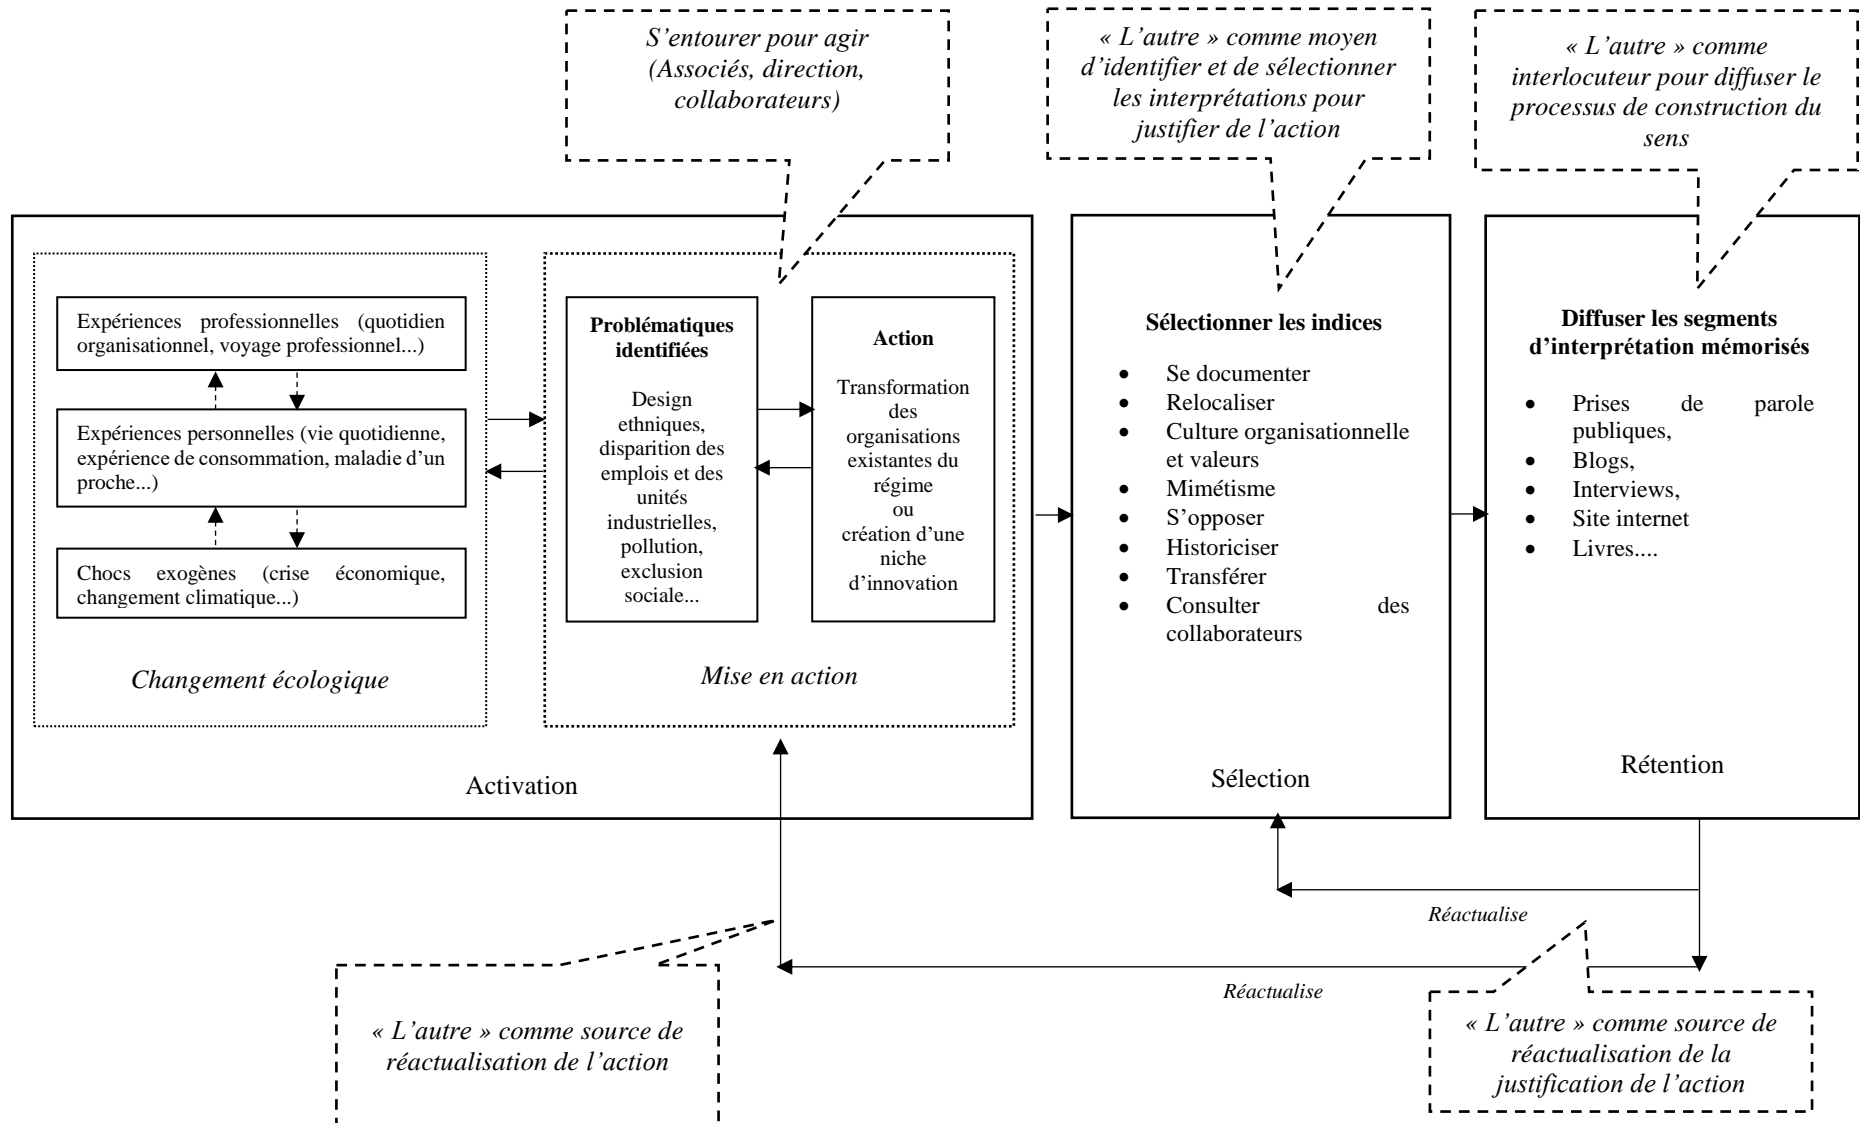 S’entourer pour agir
(Associés, direction,
collaborateurs)
« L’autre » comme moyen
d’identifier et de sélectionner
les interprétations pour
justifier de l’action
« L’autre » comme
interlocuteur pour diffuser le
processus de construction du
sens
Expériences professionnelles (quotidien
organisationnel, voyage professionnel...)
Expériences personnelles (vie quotidienne,
expérience de consommation, maladie d’un
proche...)
Chocs exogènes (crise économique,
changement climatique...)
Changement écologique
Problématiques
identifiées
Design
ethniques,
disparition des
emplois et des
unités
industrielles,
pollution,
exclusion
sociale...
Action
Transformation
des
organisations
existantes du
régime
ou
création d’une
niche
d’innovation
Mise en action
Activation
Sélectionner les indices
• Se documenter
• Relocaliser
• Culture organisationnelle
et valeurs
• Mimétisme
• S’opposer
• Historiciser
• Transférer
• Consulter des
collaborateurs
Sélection
Diffuser les segments
d’interprétation mémorisés
• Prises de parole
publiques,
• Blogs,
• Interviews,
• Site internet
• Livres....
Rétention
Réactualise
Réactualise
« L’autre » comme source de
réactualisation de l’action
« L’autre » comme source de
réactualisation de la
justification de l’action